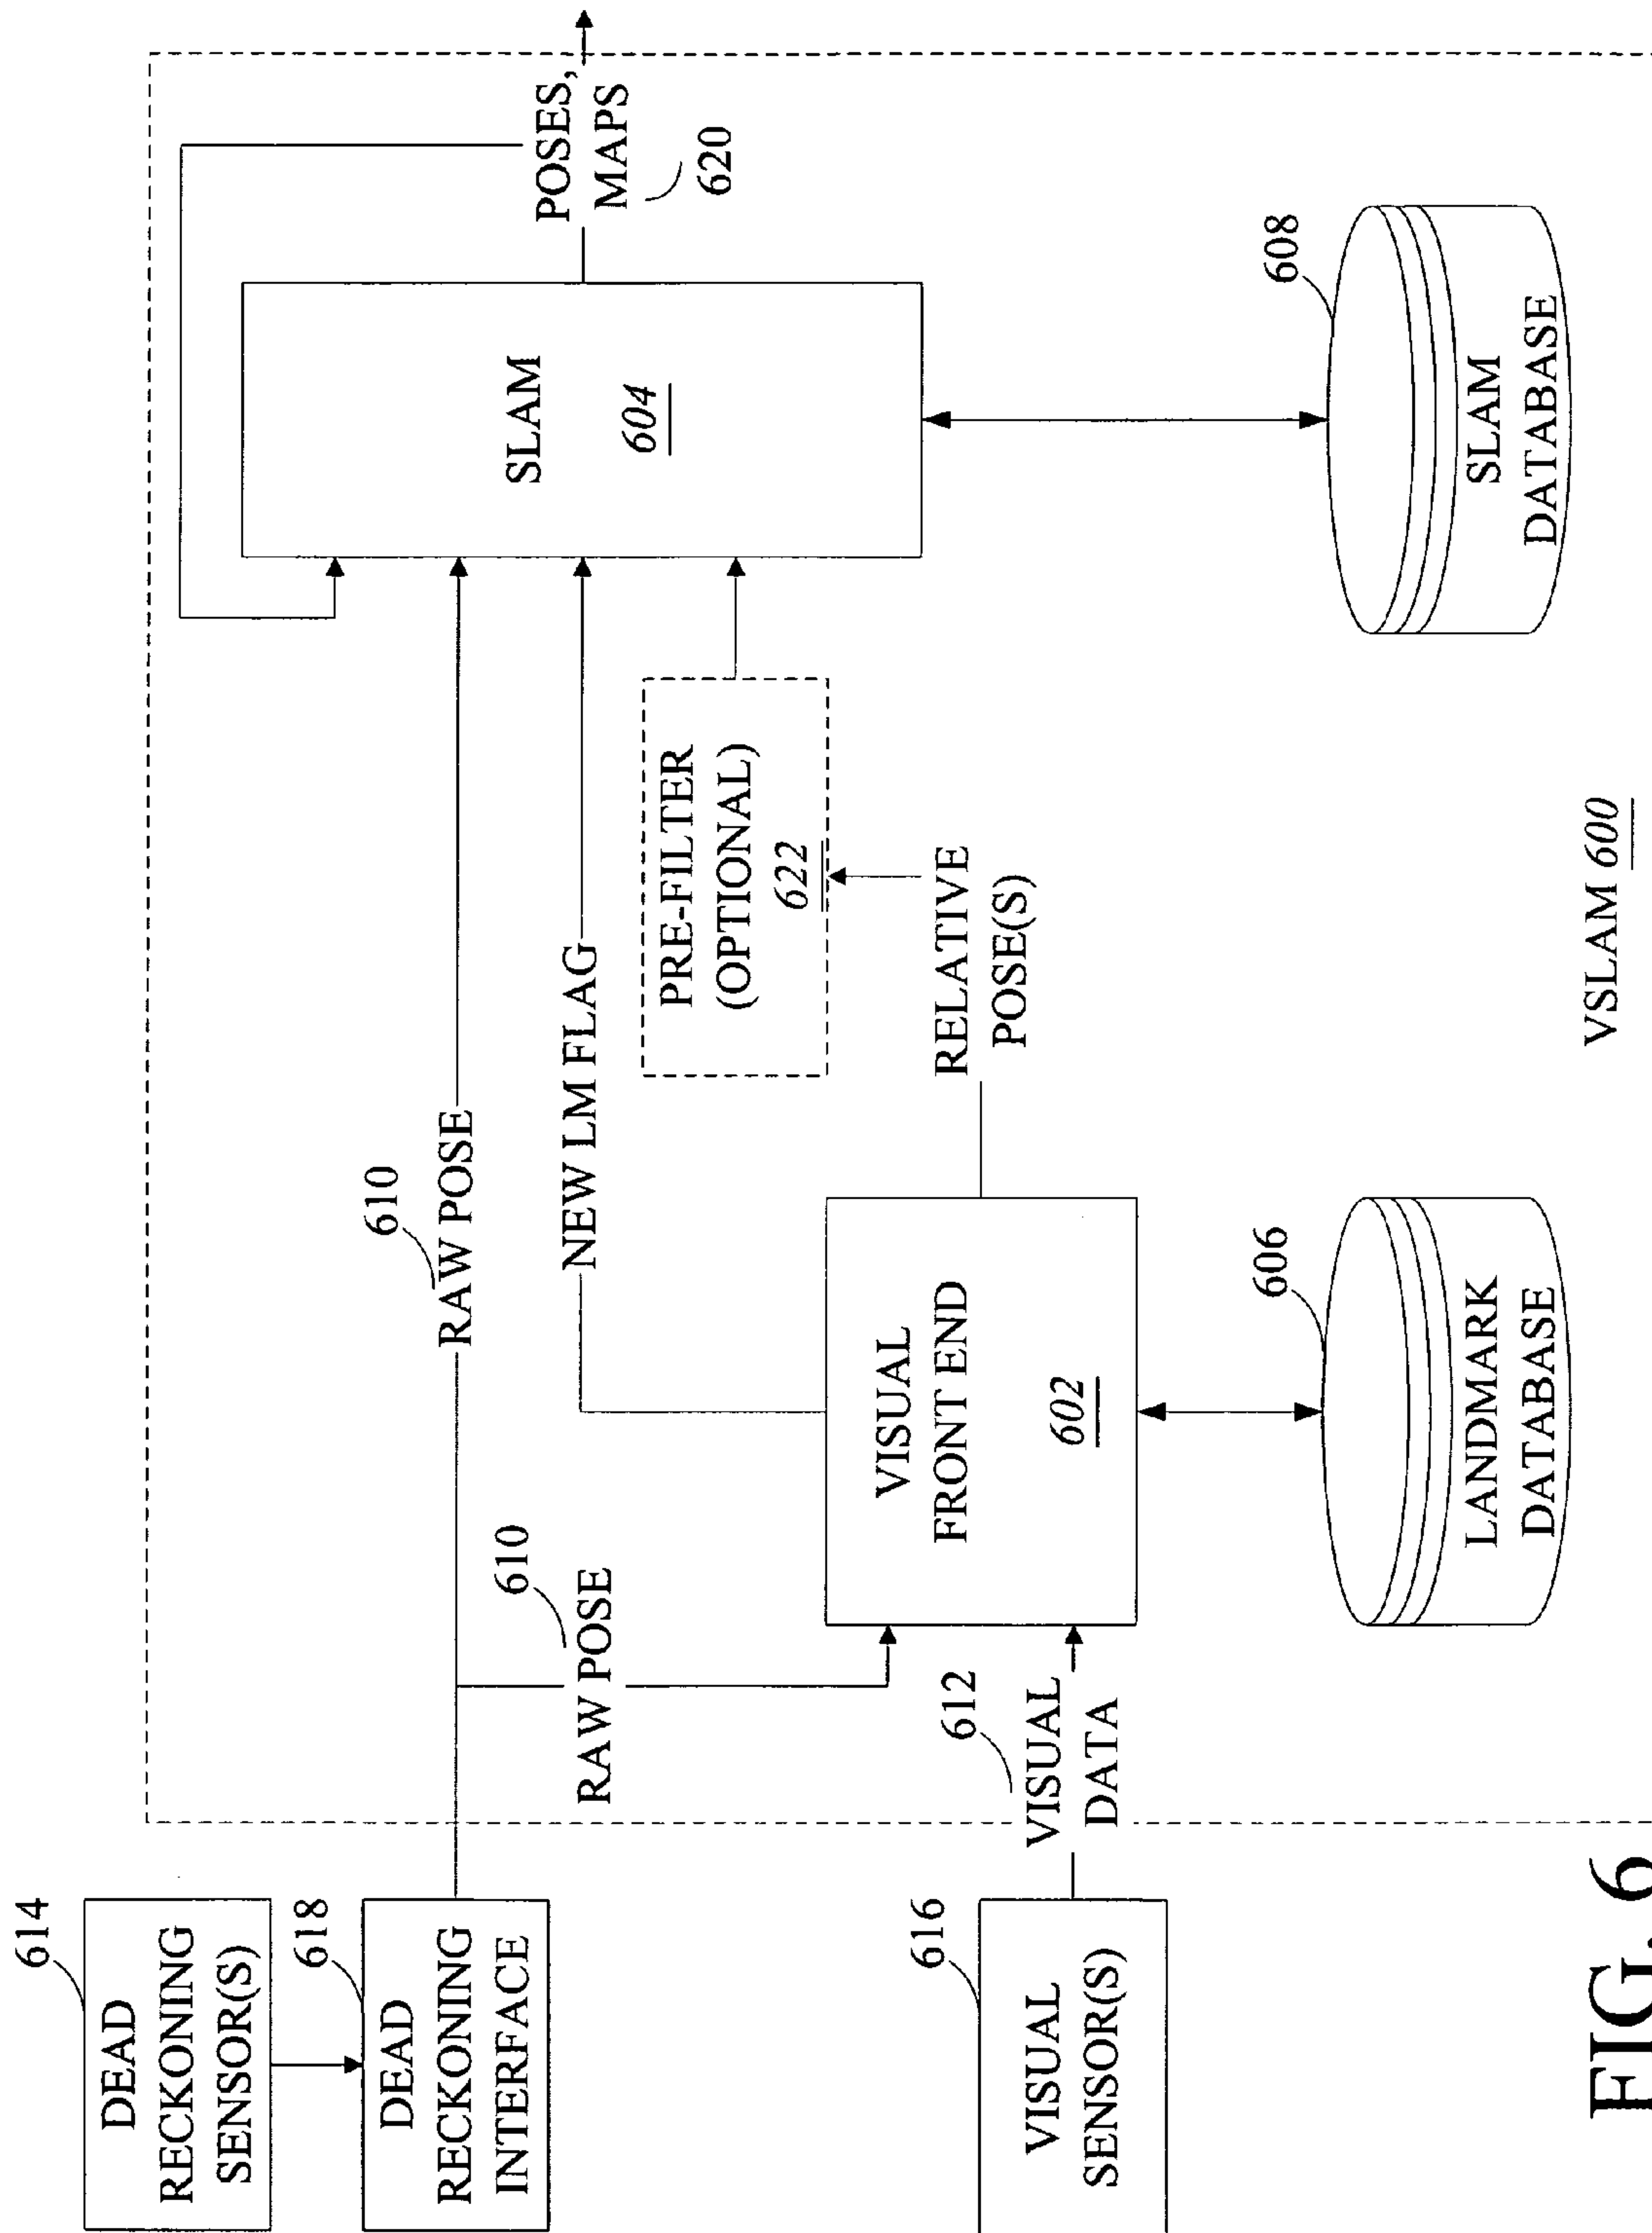 614
DEAD
RECKONING
SENSOR(S)
618
DEAD
RECKONING
INTERFACE
616
VISUAL
SENSOR(S)
610
RAW POSE
610
RAW POSE
612
VISUAL
DATA
NEW LM FLAG
VISUAL
FRONT END
602
606
LANDMARK
DATABASE
RELATIVE
POSE(S)
PRE-FILTER
(OPTIONAL)
622
SLAM
604
608
SLAM
DATABASE
POSES,
MAPS
620
VSLAM 600
FIG. 6